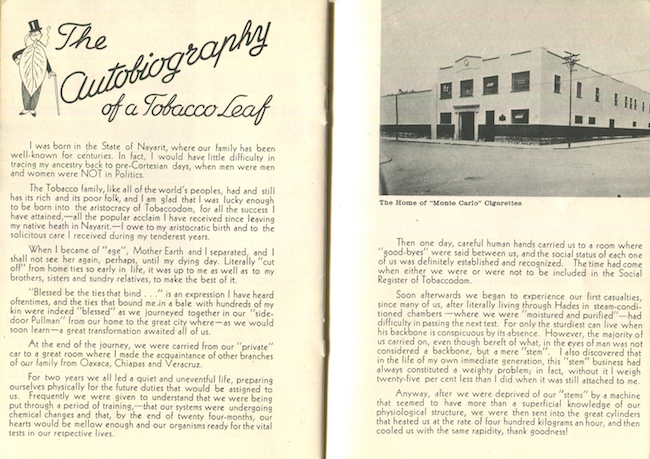 The
Autobiography
of a Tobacco Leaf
I was born in the State of Nayarit, where our family has been
well-known for centuries. In fact, I would have little difficulty in
tracing my ancestry back to pre-Cortesian days, when men were men
and women were NOT in Politics.
The Tobacco family, like all of the world's peoples, had and still
has its rich and its poor folk, and I am glad that I was lucky enough
to be born into the aristocracy of Tobaccodom, for all the success I
have attained,—all the popular acclaim I have received since leaving
my native heath in Nayarit.—I owe to my aristocratic birth and to the
solicitous care I received during my tenderest years.
When I became of "age", Mother Earth and I separated, and I
shall not see her again, perhaps, until my dying day. Literally "cut
off" from home ties so early in life, it was up to me as well as to my
brothers, sisters and sundry relatives, to make the best of it.
"Blessed be the ties that bind . . ." is an expression I have heard
oftentimes, and the ties that bound me in a bale with hundreds of my
kin were indeed "blessed" as we journeyed together in our "side-
door Pullman" from our home to the great city where—as we would
soon learn—a great transformation awaited all of us.
At the end of the journey, we were carried from our "private"
car to a great room where I made the acquaintance of other branches
of our family from Oaxaca, Chiapas and Veracruz.
For two years we all led a quiet and uneventful life, preparing
ourselves physically for the future duties that would be assigned to
us. Frequently we were given to understand that we were being
put through a period of training,—that our systems were undergoing
chemical changes and that, by the end of twenty four-months, our
hearts would be mellow enough and our organisms ready for the vital
tests in our respective lives.
The Home of "Monte Carlo" Cigarettes
Then one day, careful human hands carried us to a room where
"good-byes" were said between us, and the social status of each one
of us was definitely established and recognized. The time had come
when either we were or were not to be included in the Social
Register of Tobaccodom.
Soon afterwards we began to experience our first casualties,
since many of us, after literally living through Hades in steam-condi-
tioned chambers —where we were "moistured and purified"—had
difficulty in passing the next test. For only the sturdiest can live when
his backbone is conspicuous by its absence. However, the majority of
us carried on, even though bereft of what, in the eyes of man was not
considered a backbone, but a mere "stem". I also discovered that
in the life of my own immediate generation, this "stem" business had
always constituted a weighty problem; in fact, without it I weigh
twenty-five per cent less than I did when it was still attached to me.
Anyway, after we were deprived of our "stems" by a machine
that seemed to have more than a superficial knowledge of our
physiological structure, we were then sent into the great cylinders
that heated us at the rate of four hundred kilograms an hour, and then
cooled us with the same rapidity, thank goodness!